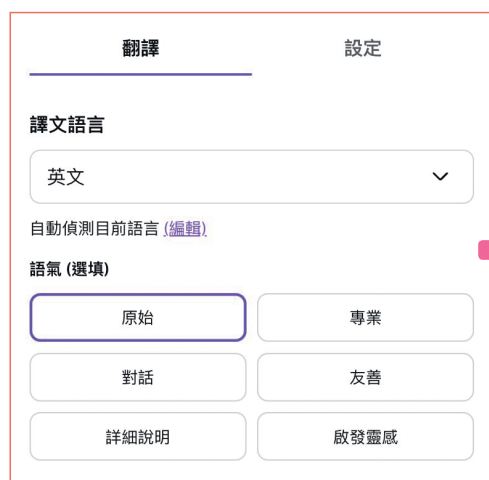 翻譯 設定
譯文語言
英文
自動偵測目前語言 (編輯)
語氣 (選填)
原始 專業
對話 友善
詳細說明 啟發靈感